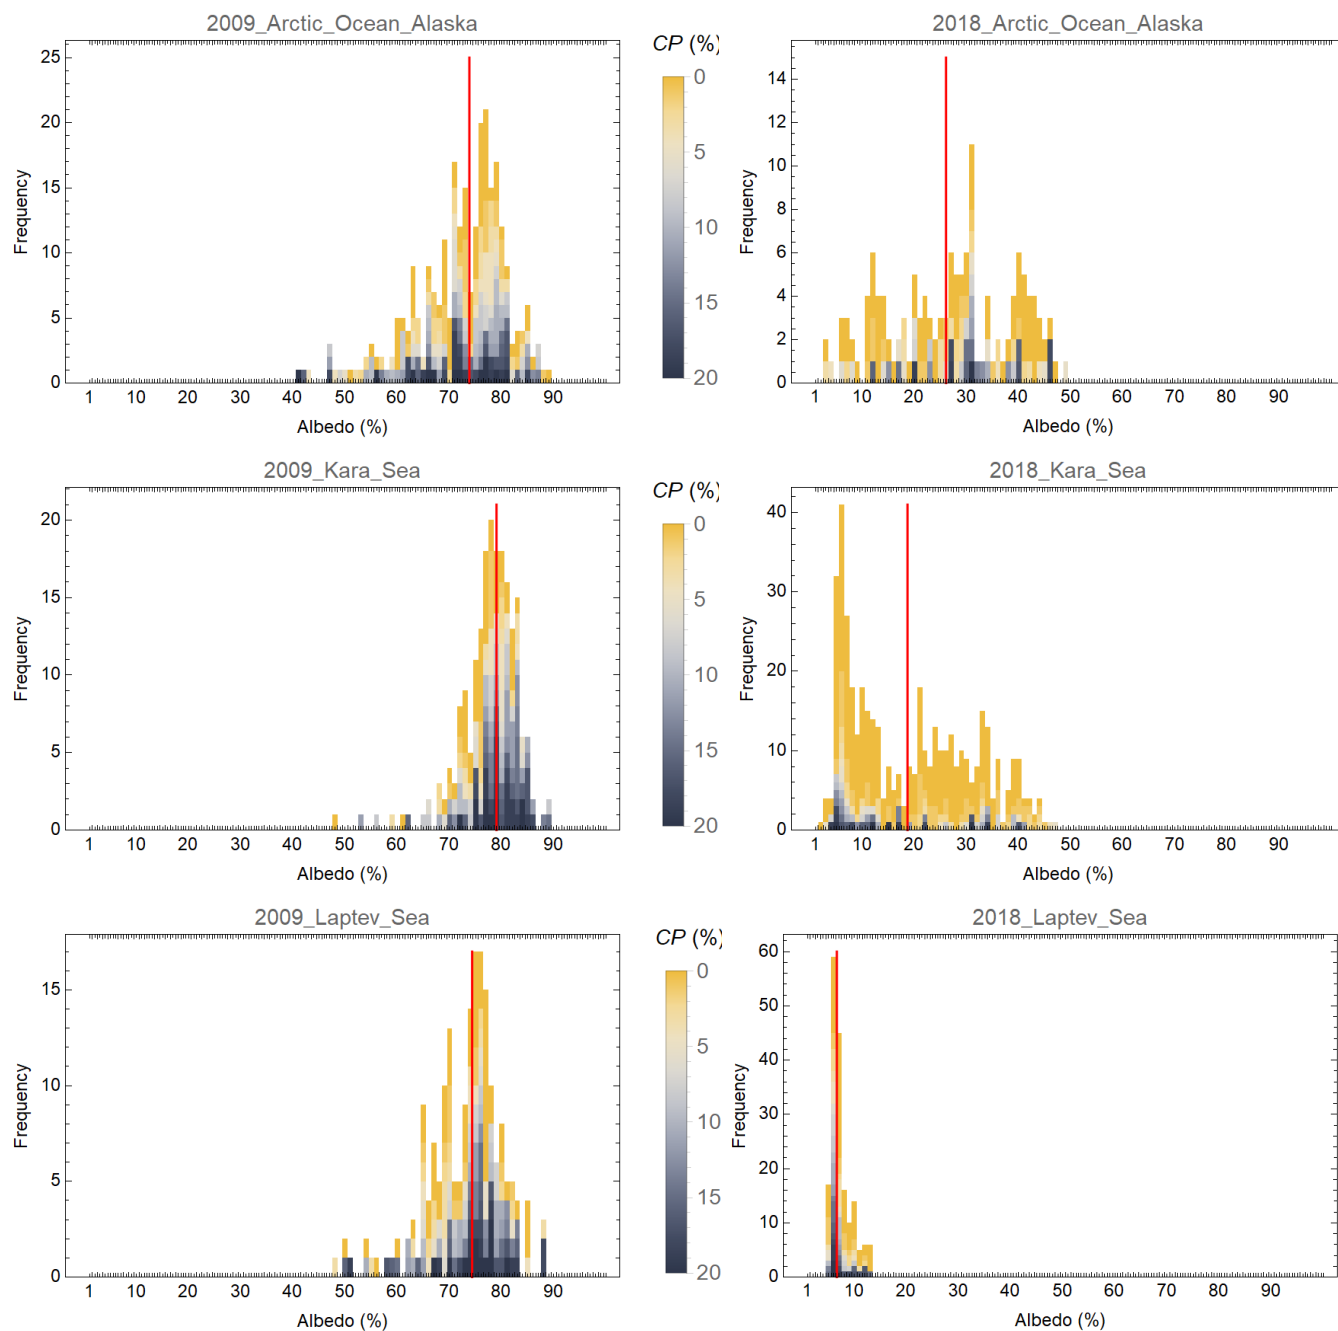 2009_Arctic_Ocean_Alaska
25
20
15
10
5
0
Frequency
1 10 20 30 40 50 60 70 80 90
Albedo (%)
CP (%)
0
5
10
15
20
2018_Arctic_Ocean_Alaska
14
12
10
8
6
4
2
0
Frequency
1 10 20 30 40 50 60 70 80 90
Albedo (%)
2009_Kara_Sea
20
15
10
5
0
Frequency
1 10 20 30 40 50 60 70 80 90
Albedo (%)
CP (%)
0
5
10
15
20
2018_Kara_Sea
40
30
20
10
0
Frequency
1 10 20 30 40 50 60 70 80 90
Albedo (%)
2009_Laptev_Sea
15
10
5
0
Frequency
1 10 20 30 40 50 60 70 80 90
Albedo (%)
CP (%)
0
5
10
15
20
2018_Laptev_Sea
60
50
40
30
20
10
0
Frequency
1 10 20 30 40 50 60 70 80 90
Albedo (%)